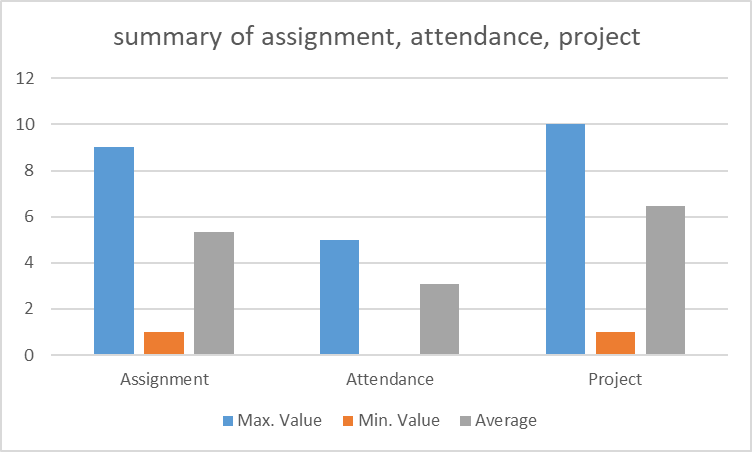 summary of assignment, attendance, project
12
10
8
6
4
2
0
Assignment Attendance Project
Max. Value Min. Value Average